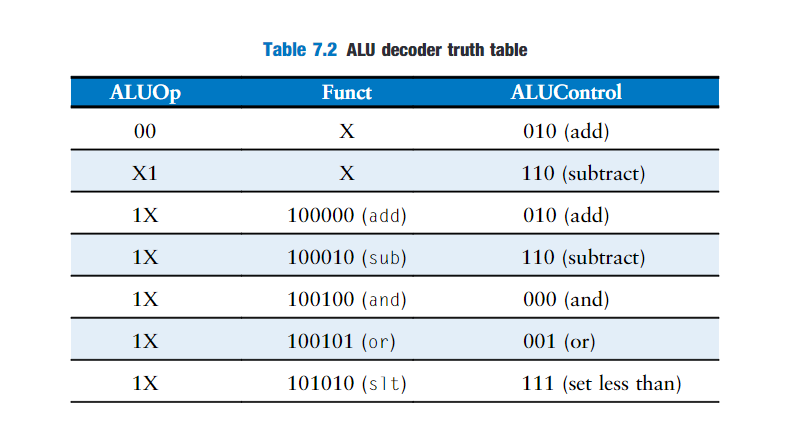 Table 7.2 ALU decoder truth table
ALUOp Funct ALUControl
00 X 010 (add)
X1 X 110 (subtract)
1X 100000 (add) 010 (add)
1X 100010 (sub) 110 (subtract)
1X 100100 (and) 000 (and)
1X 100101 (or) 001 (or)
1X 101010 (slt) 111 (set less than)